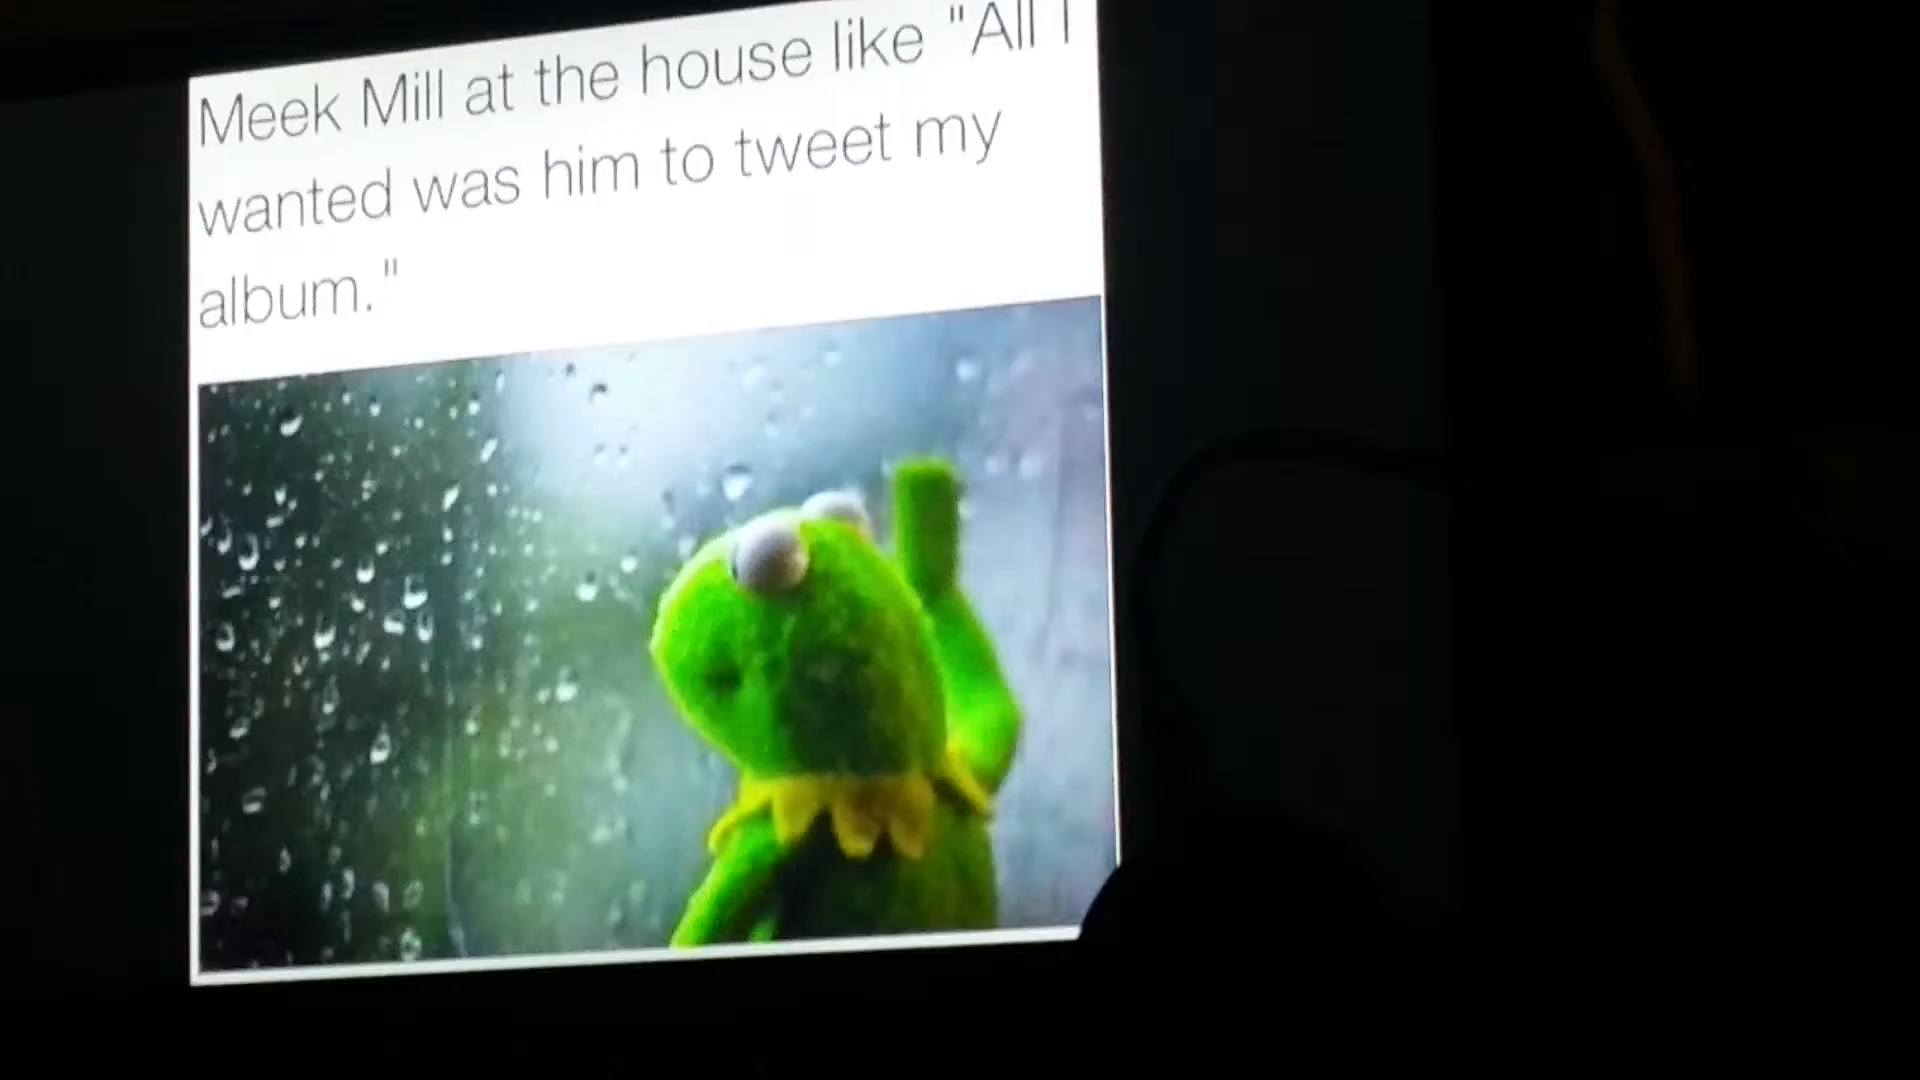 Meek Mill at the house like "All I
wanted was him to tweet my
album."